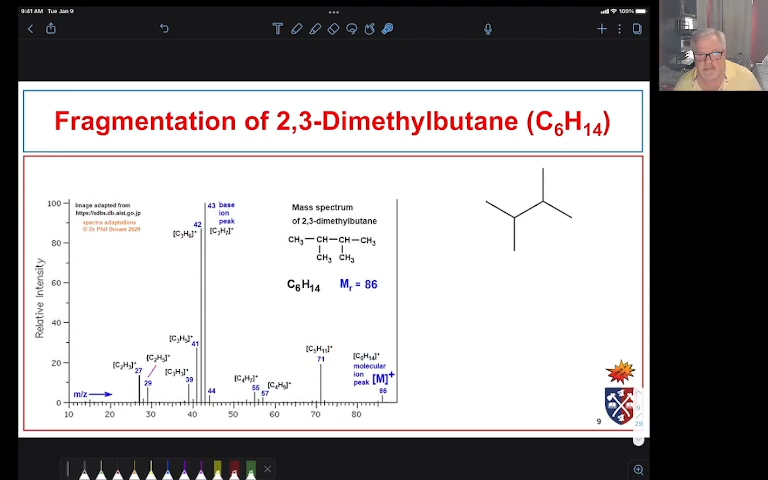 9:41 AM Tue Jan 9
100%
Fragmentation of 2,3-Dimethylbutane (C₆H₁₄)
Image adapted from
https://sdbs.db.aist.go.jp
spectra adaptations
© Dr Phil Brown 2020
43 base
ion
peak
42
[C₃H₆]⁺
[C₃H₇]⁺
Mass spectrum
of 2,3-dimethylbutane
CH₃—CH—CH—CH₃
CH₃ CH₃
C₆H₁₄ Mᵣ = 86
Relative Intensity
100
80
60
40
20
0
[C₃H₅]⁺
41
[C₂H₃]⁺
27
[C₂H₅]⁺
29
[C₃H₃]⁺
39
44
[C₄H₇]⁺
55
57
[C₅H₁₁]⁺
71
[C₆H₁₄]⁺
molecular
ion
peak [M]⁺
86
m/z
10 20 30 40 50 60 70 80
9
9
29